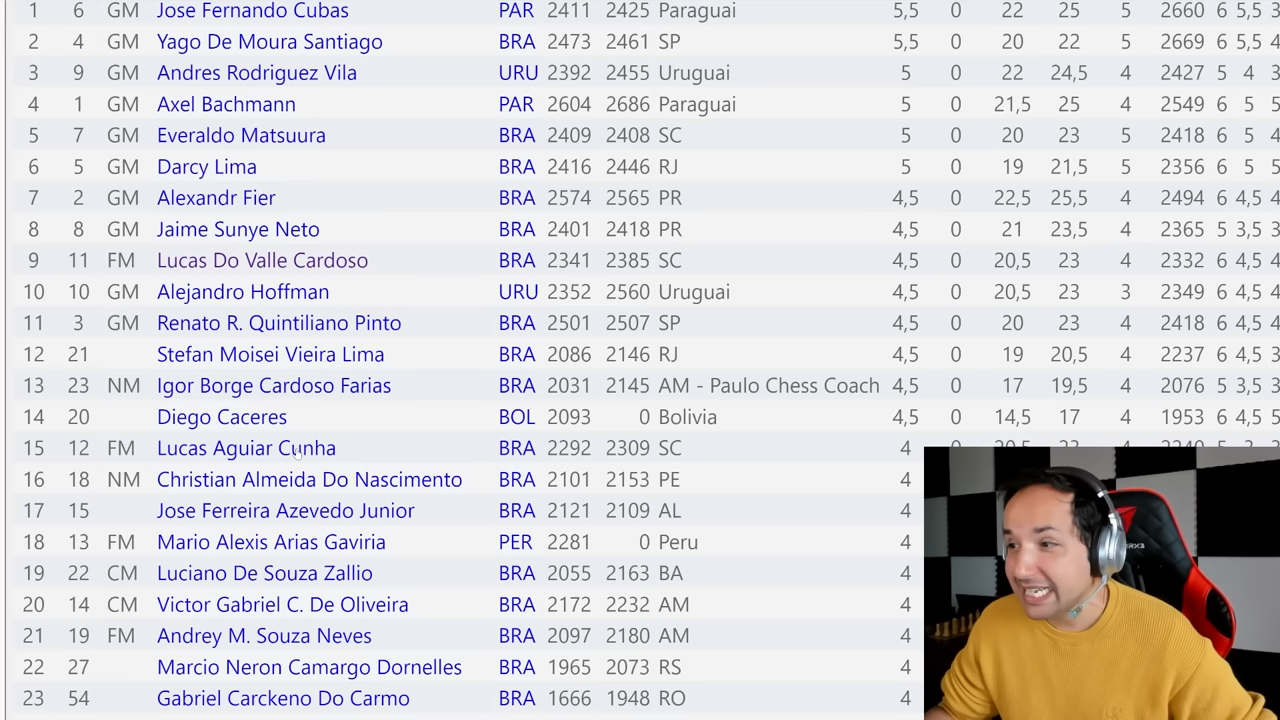 1 6 GM Jose Fernando Cubas PAR 2411 2425 Paraguai 5,5 0 22 25 5 2660 6 5,5 3
2 4 GM Yago De Moura Santiago BRA 2473 2461 SP 5,5 0 20 22 5 2669 6 5,5 4
3 9 GM Andres Rodriguez Vila URU 2392 2455 Uruguai 5 0 22 24,5 4 2427 5 4 3
4 1 GM Axel Bachmann PAR 2604 2686 Paraguai 5 0 21,5 25 4 2549 6 5 5
5 7 GM Everaldo Matsuura BRA 2409 2408 SC 5 0 20 23 5 2418 6 5 4
6 5 GM Darcy Lima BRA 2416 2446 RJ 5 0 19 21,5 5 2356 6 5 5
7 2 GM Alexandr Fier BRA 2574 2565 PR 4,5 0 22,5 25,5 4 2494 6 4,5 4
8 8 GM Jaime Sunye Neto BRA 2401 2418 PR 4,5 0 21 23,5 4 2365 5 3,5 3
9 11 FM Lucas Do Valle Cardoso BRA 2341 2385 SC 4,5 0 20,5 23 4 2332 6 4,5 3
10 10 GM Alejandro Hoffman URU 2352 2560 Uruguai 4,5 0 20,5 23 3 2349 6 4,5 4
11 3 GM Renato R. Quintiliano Pinto BRA 2501 2507 SP 4,5 0 20 23 4 2418 6 4,5 4
12 21 Stefan Moisei Vieira Lima BRA 2086 2146 RJ 4,5 0 19 20,5 4 2237 6 4,5 3
13 23 NM Igor Borge Cardoso Farias BRA 2031 2145 AM - Paulo Chess Coach 4,5 0 17 19,5 4 2076 5 3,5 3
14 20 Diego Caceres BOL 2093 0 Bolivia 4,5 0 14,5 17 4 1953 6 4,5 5
15 12 FM Lucas Aguiar Cunha BRA 2292 2309 SC 4
16 18 NM Christian Almeida Do Nascimento BRA 2101 2153 PE 4
17 15 Jose Ferreira Azevedo Junior BRA 2121 2109 AL 4
18 13 FM Mario Alexis Arias Gaviria PER 2281 0 Peru 4
19 22 CM Luciano De Souza Zallio BRA 2055 2163 BA 4
20 14 CM Victor Gabriel C. De Oliveira BRA 2172 2232 AM 4
21 19 FM Andrey M. Souza Neves BRA 2097 2180 AM 4
22 27 Marcio Neron Camargo Dornelles BRA 1965 2073 RS 4
23 54 Gabriel Carckeno Do Carmo BRA 1666 1948 RO 4